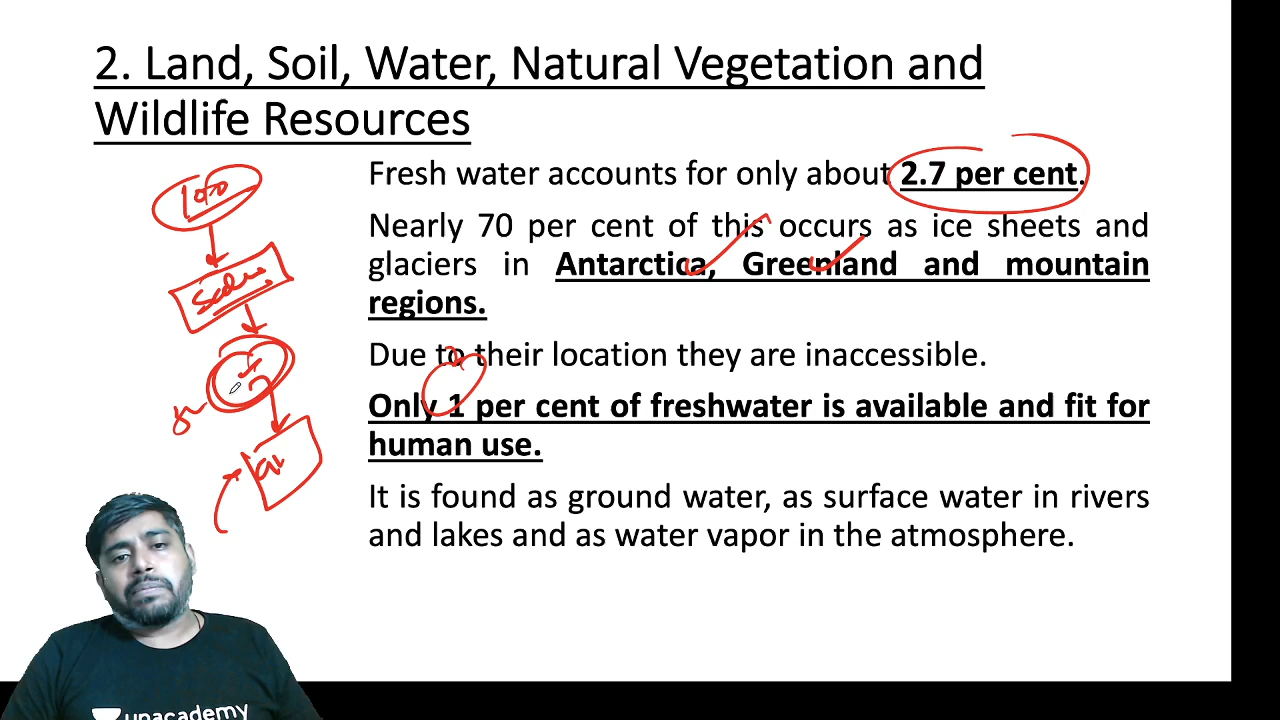 2. Land, Soil, Water, Natural Vegetation and
Wildlife Resources
Fresh water accounts for only about 2.7 per cent.
Nearly 70 per cent of this occurs as ice sheets and
glaciers in Antarctica, Greenland and mountain
regions.
Due to their location they are inaccessible.
Only 1 per cent of freshwater is available and fit for
human use.
It is found as ground water, as surface water in rivers
and lakes and as water vapor in the atmosphere.
unacademy